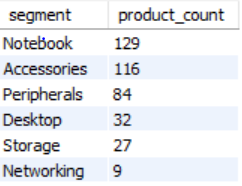 segment product_count
Notebook 129
Accessories 116
Peripherals 84
Desktop 32
Storage 27
Networking 9